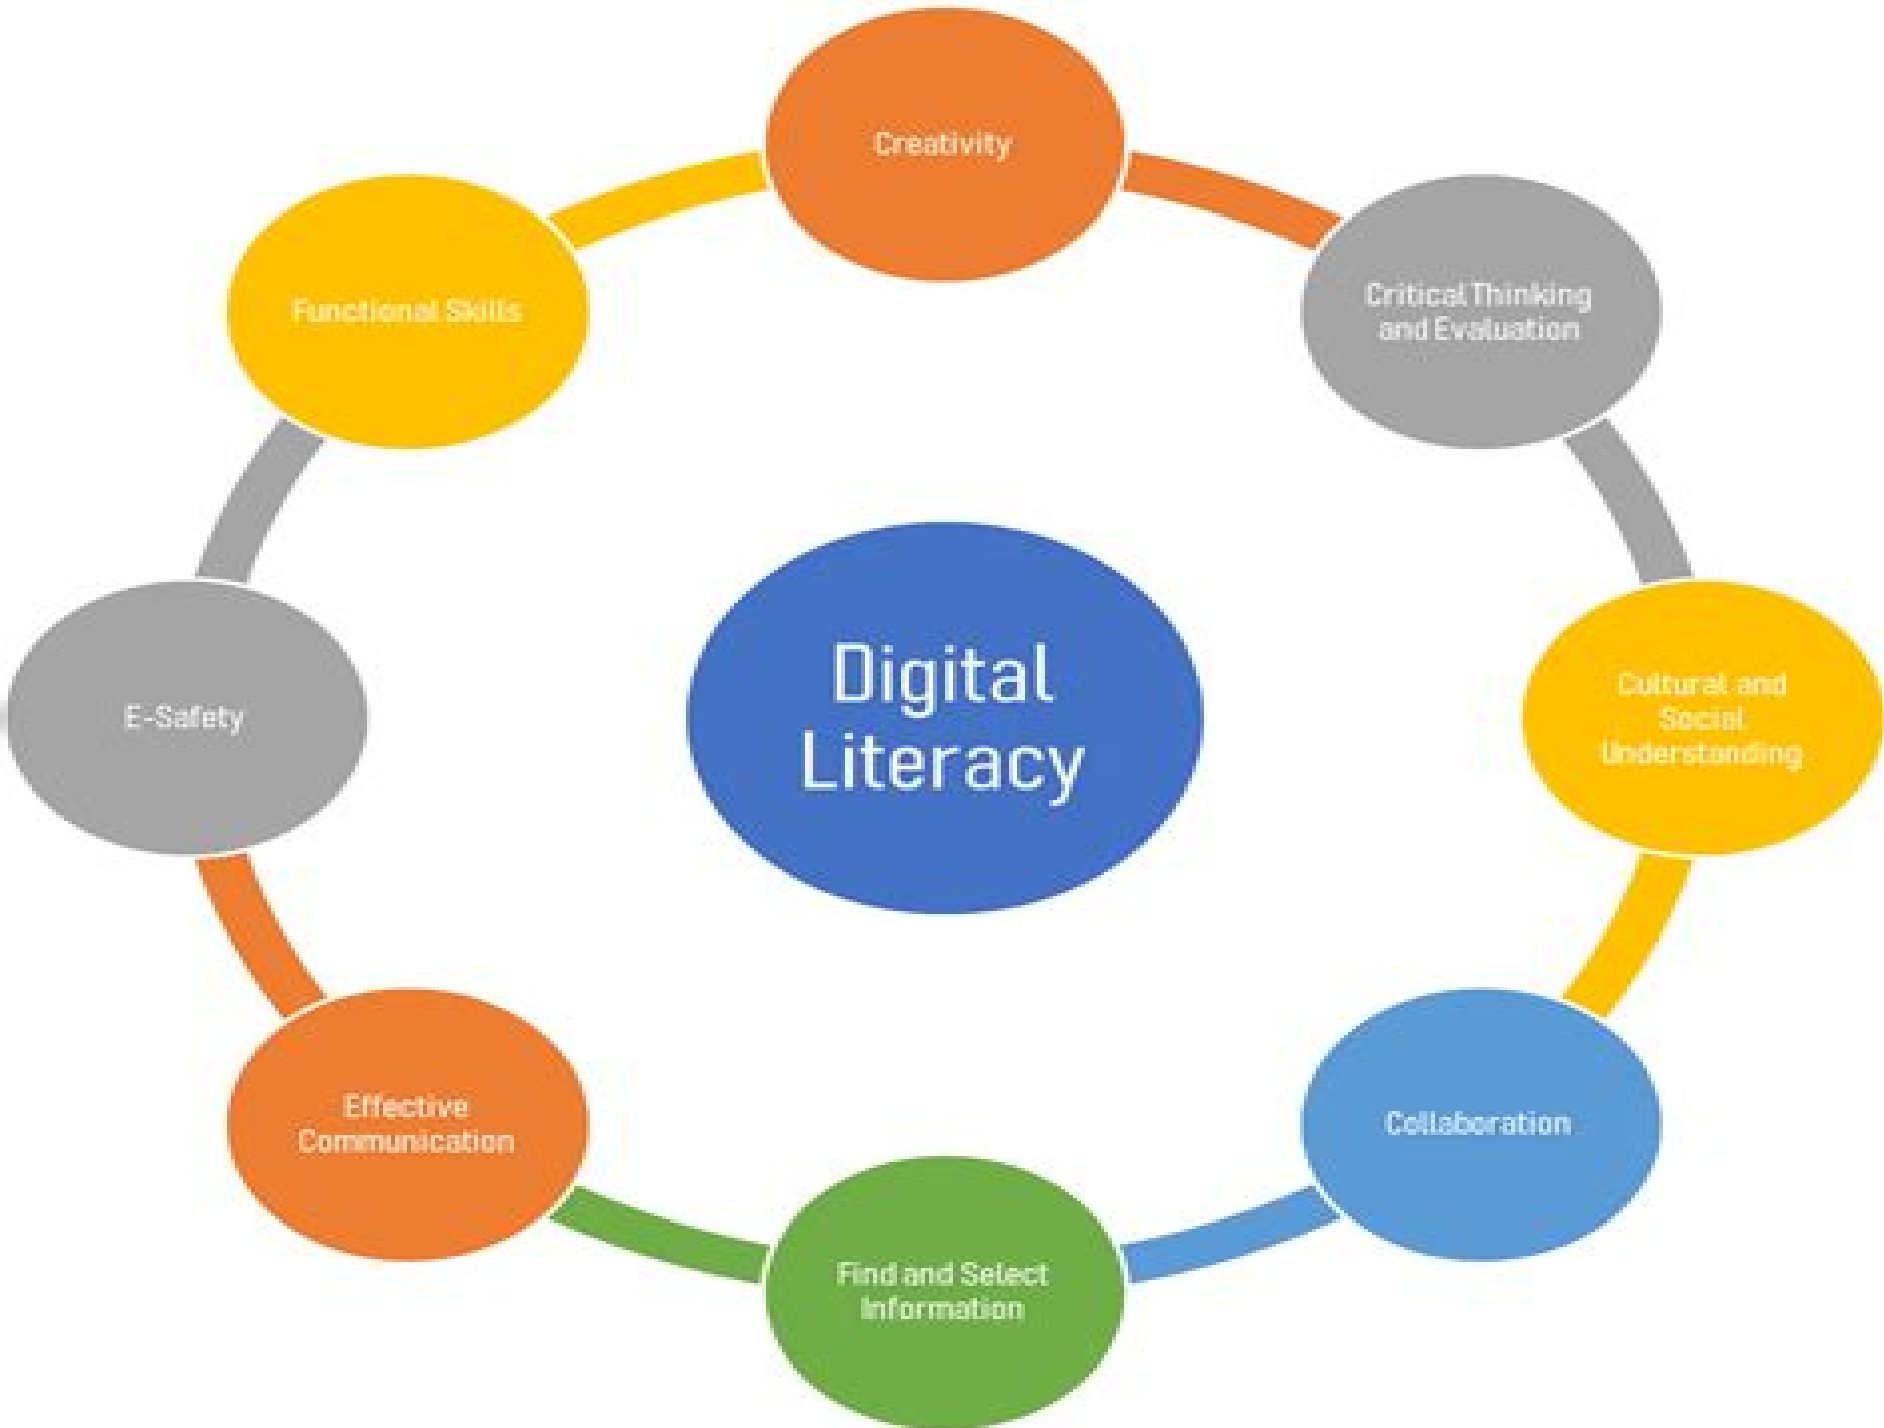 Creativity
Critical Thinking
and Evaluation
Cultural and
Social
Understanding
Collaboration
Find and Select
Information
Effective
Communication
E-Safety
Functional Skills
Digital
Literacy